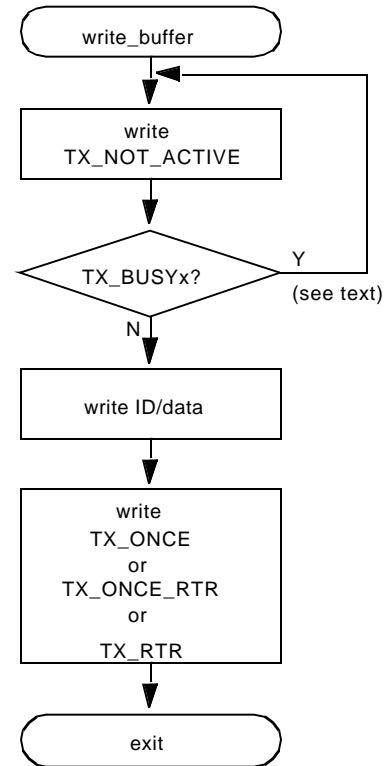 write_buffer
write
TX_NOT_ACTIVE
TX_BUSYx?
Y
(see text)
N
write ID/data
write
TX_ONCE
or
TX_ONCE_RTR
or
TX_RTR
exit